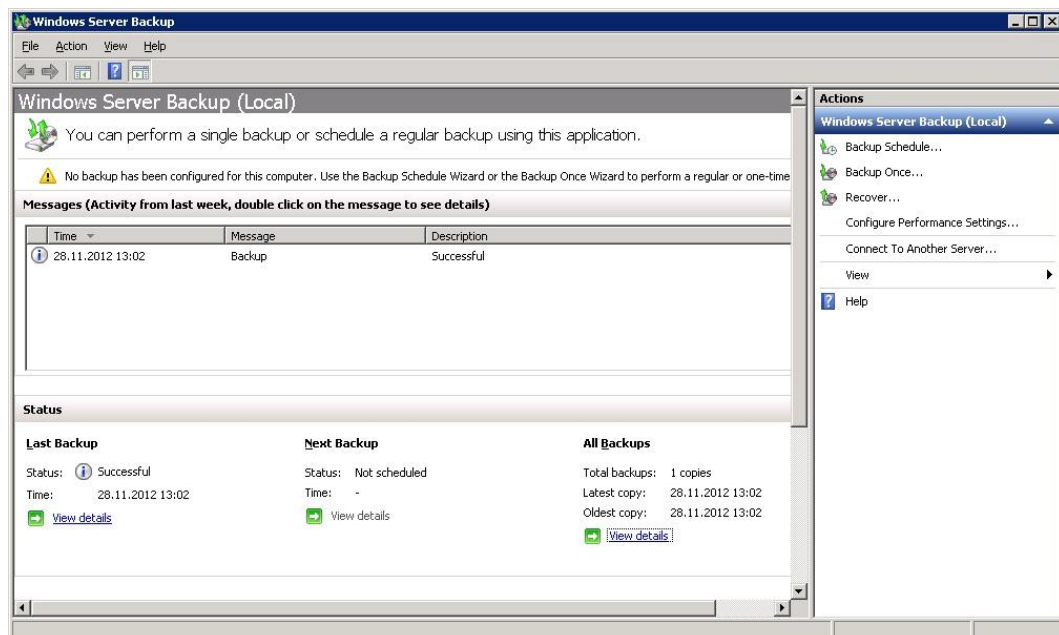 Windows Server Backup
File Action View Help
Windows Server Backup (Local)
You can perform a single backup or schedule a regular backup using this application.
No backup has been configured for this computer. Use the Backup Schedule Wizard or the Backup Once Wizard to perform a regular or one-time
Messages (Activity from last week, double click on the message to see details)
Time Message Description
28.11.2012 13:02 Backup Successful
Status
Last Backup Next Backup All Backups
Status: Successful Status: Not scheduled Total backups: 1 copies
Time: 28.11.2012 13:02 Time: - Latest copy: 28.11.2012 13:02
View details View details Oldest copy: 28.11.2012 13:02
View details
Actions
Windows Server Backup (Local)
Backup Schedule...
Backup Once...
Recover...
Configure Performance Settings...
Connect To Another Server...
View
Help